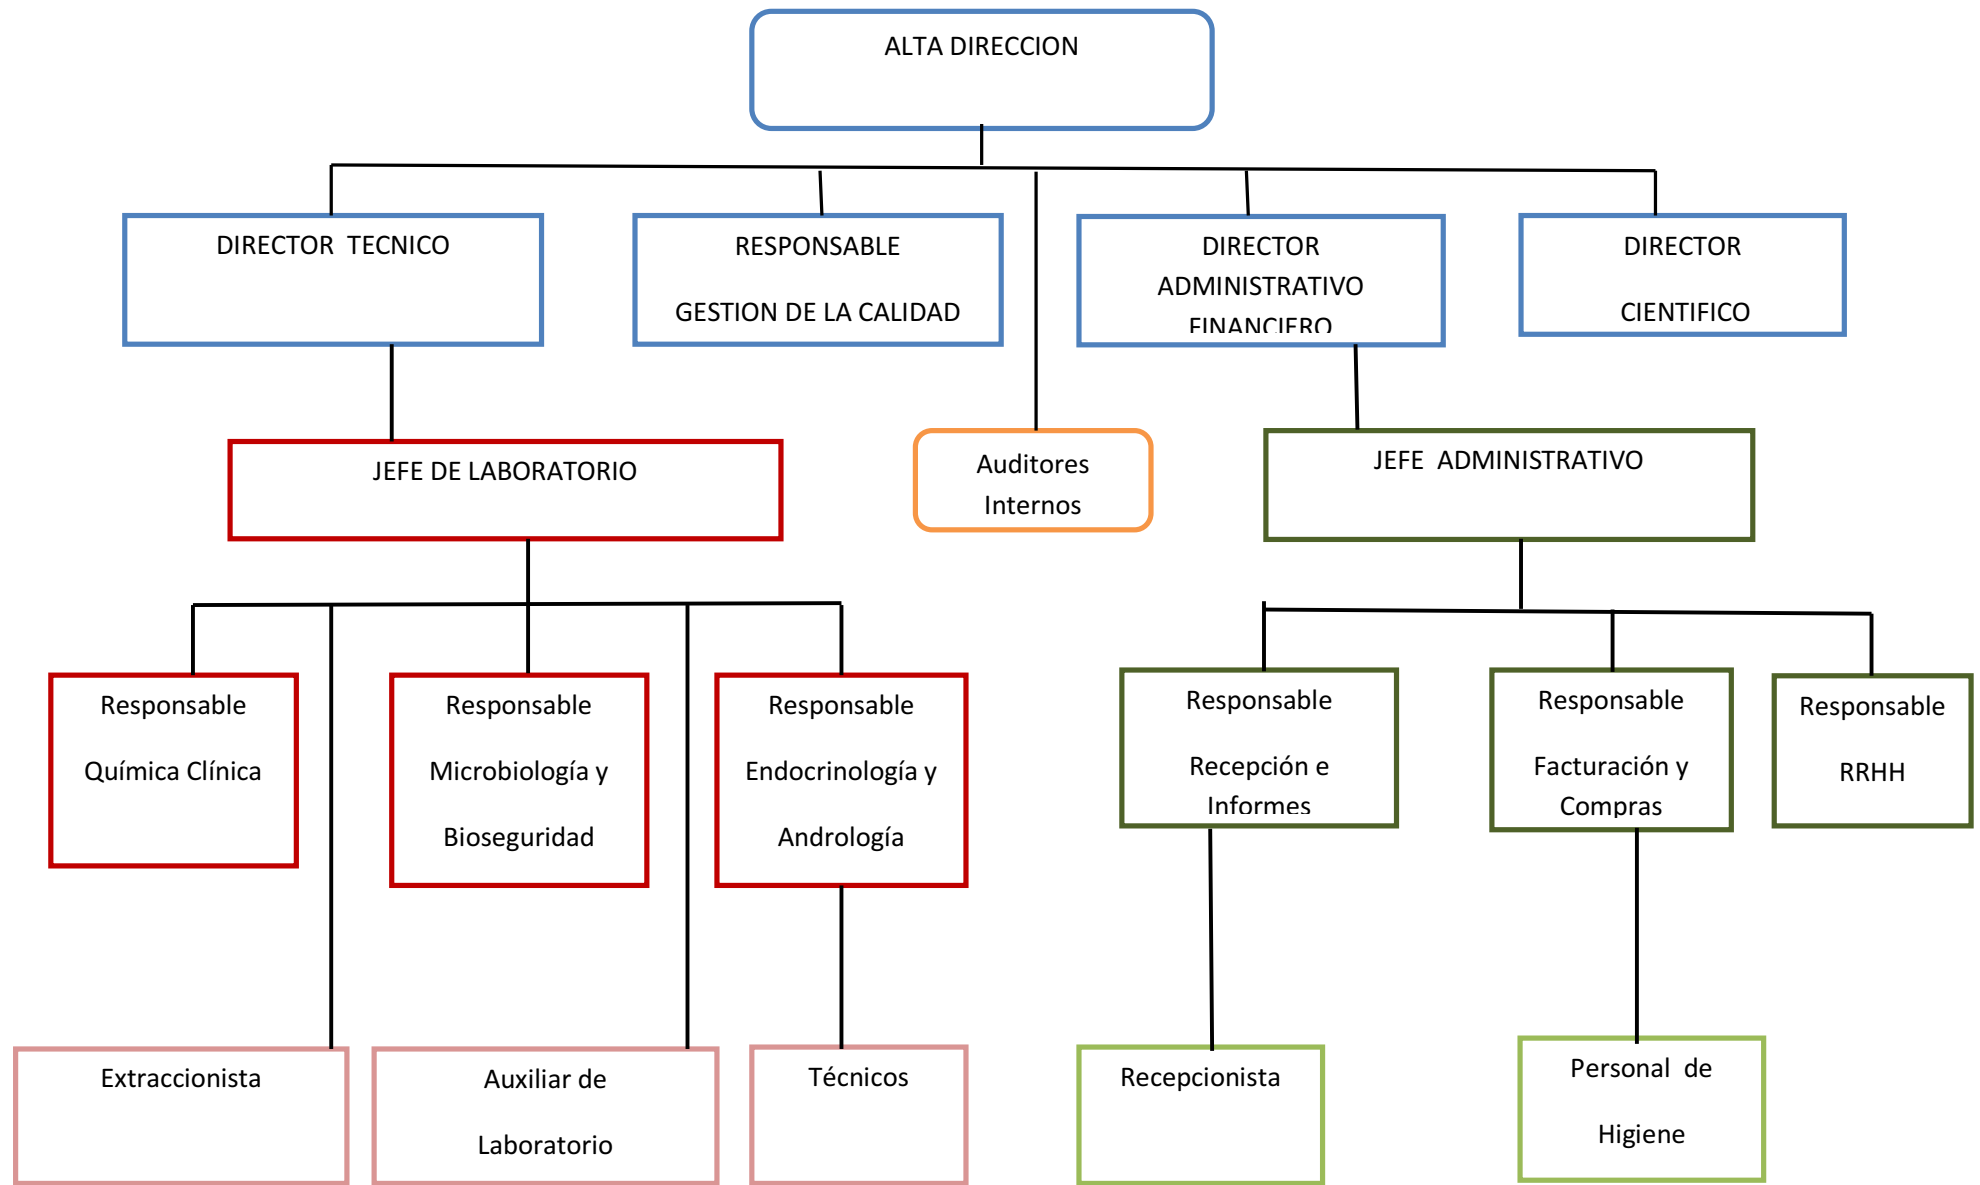 ALTA DIRECCION
DIRECTOR  TECNICO
RESPONSABLE
GESTION DE LA CALIDAD
DIRECTOR
ADMINISTRATIVO
FINANCIERO
DIRECTOR
CIENTIFICO
JEFE DE LABORATORIO
Auditores
Internos
JEFE  ADMINISTRATIVO
Responsable
Química Clínica
Responsable
Microbiología y
Bioseguridad
Responsable
Endocrinología y
Andrología
Responsable
Recepción e
Informes
Responsable
Facturación y
Compras
Responsable
RRHH
Extraccionista
Auxiliar de
Laboratorio
Técnicos
Recepcionista
Personal  de
Higiene